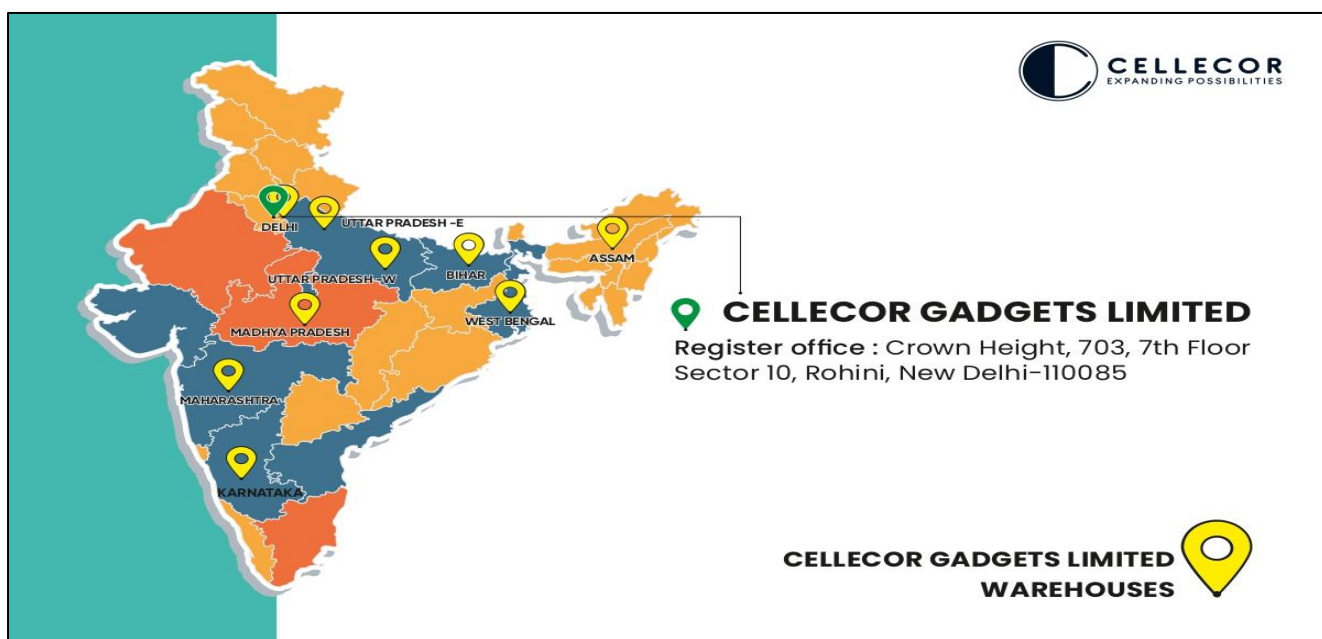 CELLECOR
EXPANDING POSSIBILITIES
DELHI
UTTAR PRADESH -E
ASSAM
UTTAR PRADESH -W
BIHAR
WEST BENGAL
MADHYA PRADESH
MAHARASHTRA
KARNATAKA
CELLECOR GADGETS LIMITED
Register office : Crown Height, 703, 7th Floor
Sector 10, Rohini, New Delhi-110085
CELLECOR GADGETS LIMITED
WAREHOUSES